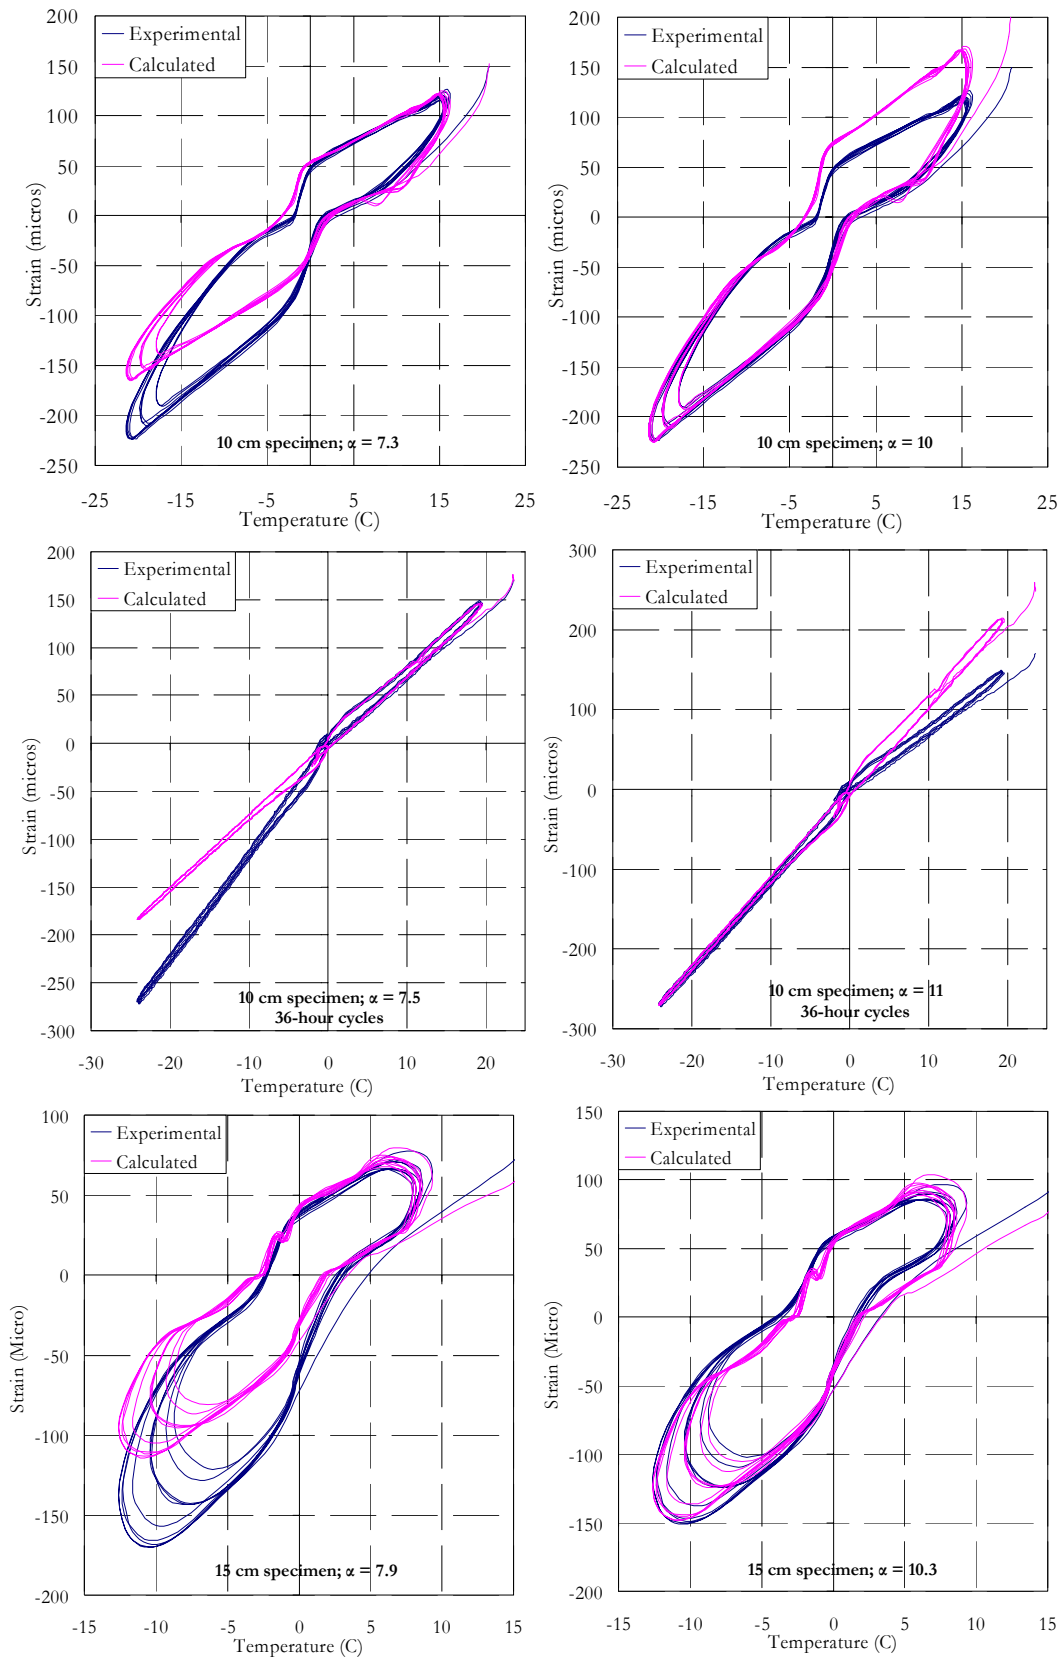 200
150
100
50
0
-50
-100
-150
-200
-250
Strain (micros)
Experimental
Calculated
10 cm specimen; α = 7.3
-25 -15 -5 5 15 25
Temperature (C)
200
150
100
50
0
-50
-100
-150
-200
-250
Strain (micros)
Experimental
Calculated
10 cm specimen; α = 10
-25 -15 -5 5 15 25
Temperature (C)
200
150
100
50
0
-50
-100
-150
-200
-250
-300
Strain (micros)
Experimental
Calculated
10 cm specimen; α = 7.5
36-hour cycles
-30 -20 -10 0 10 20
Temperature (C)
300
200
100
0
-100
-200
-300
Strain (micros)
Experimental
Calculated
10 cm specimen; α = 11
36-hour cycles
-30 -20 -10 0 10 20
Temperature (C)
100
50
0
-50
-100
-150
-200
Strain (Micro)
Experimental
Calculated
15 cm specimen; α = 7.9
-15 -10 -5 0 5 10 15
Temperature (C)
150
100
50
0
-50
-100
-150
-200
Strain (Micro)
Experimental
Calculated
15 cm specimen; α = 10.3
-15 -10 -5 0 5 10 15
Temperature (C)